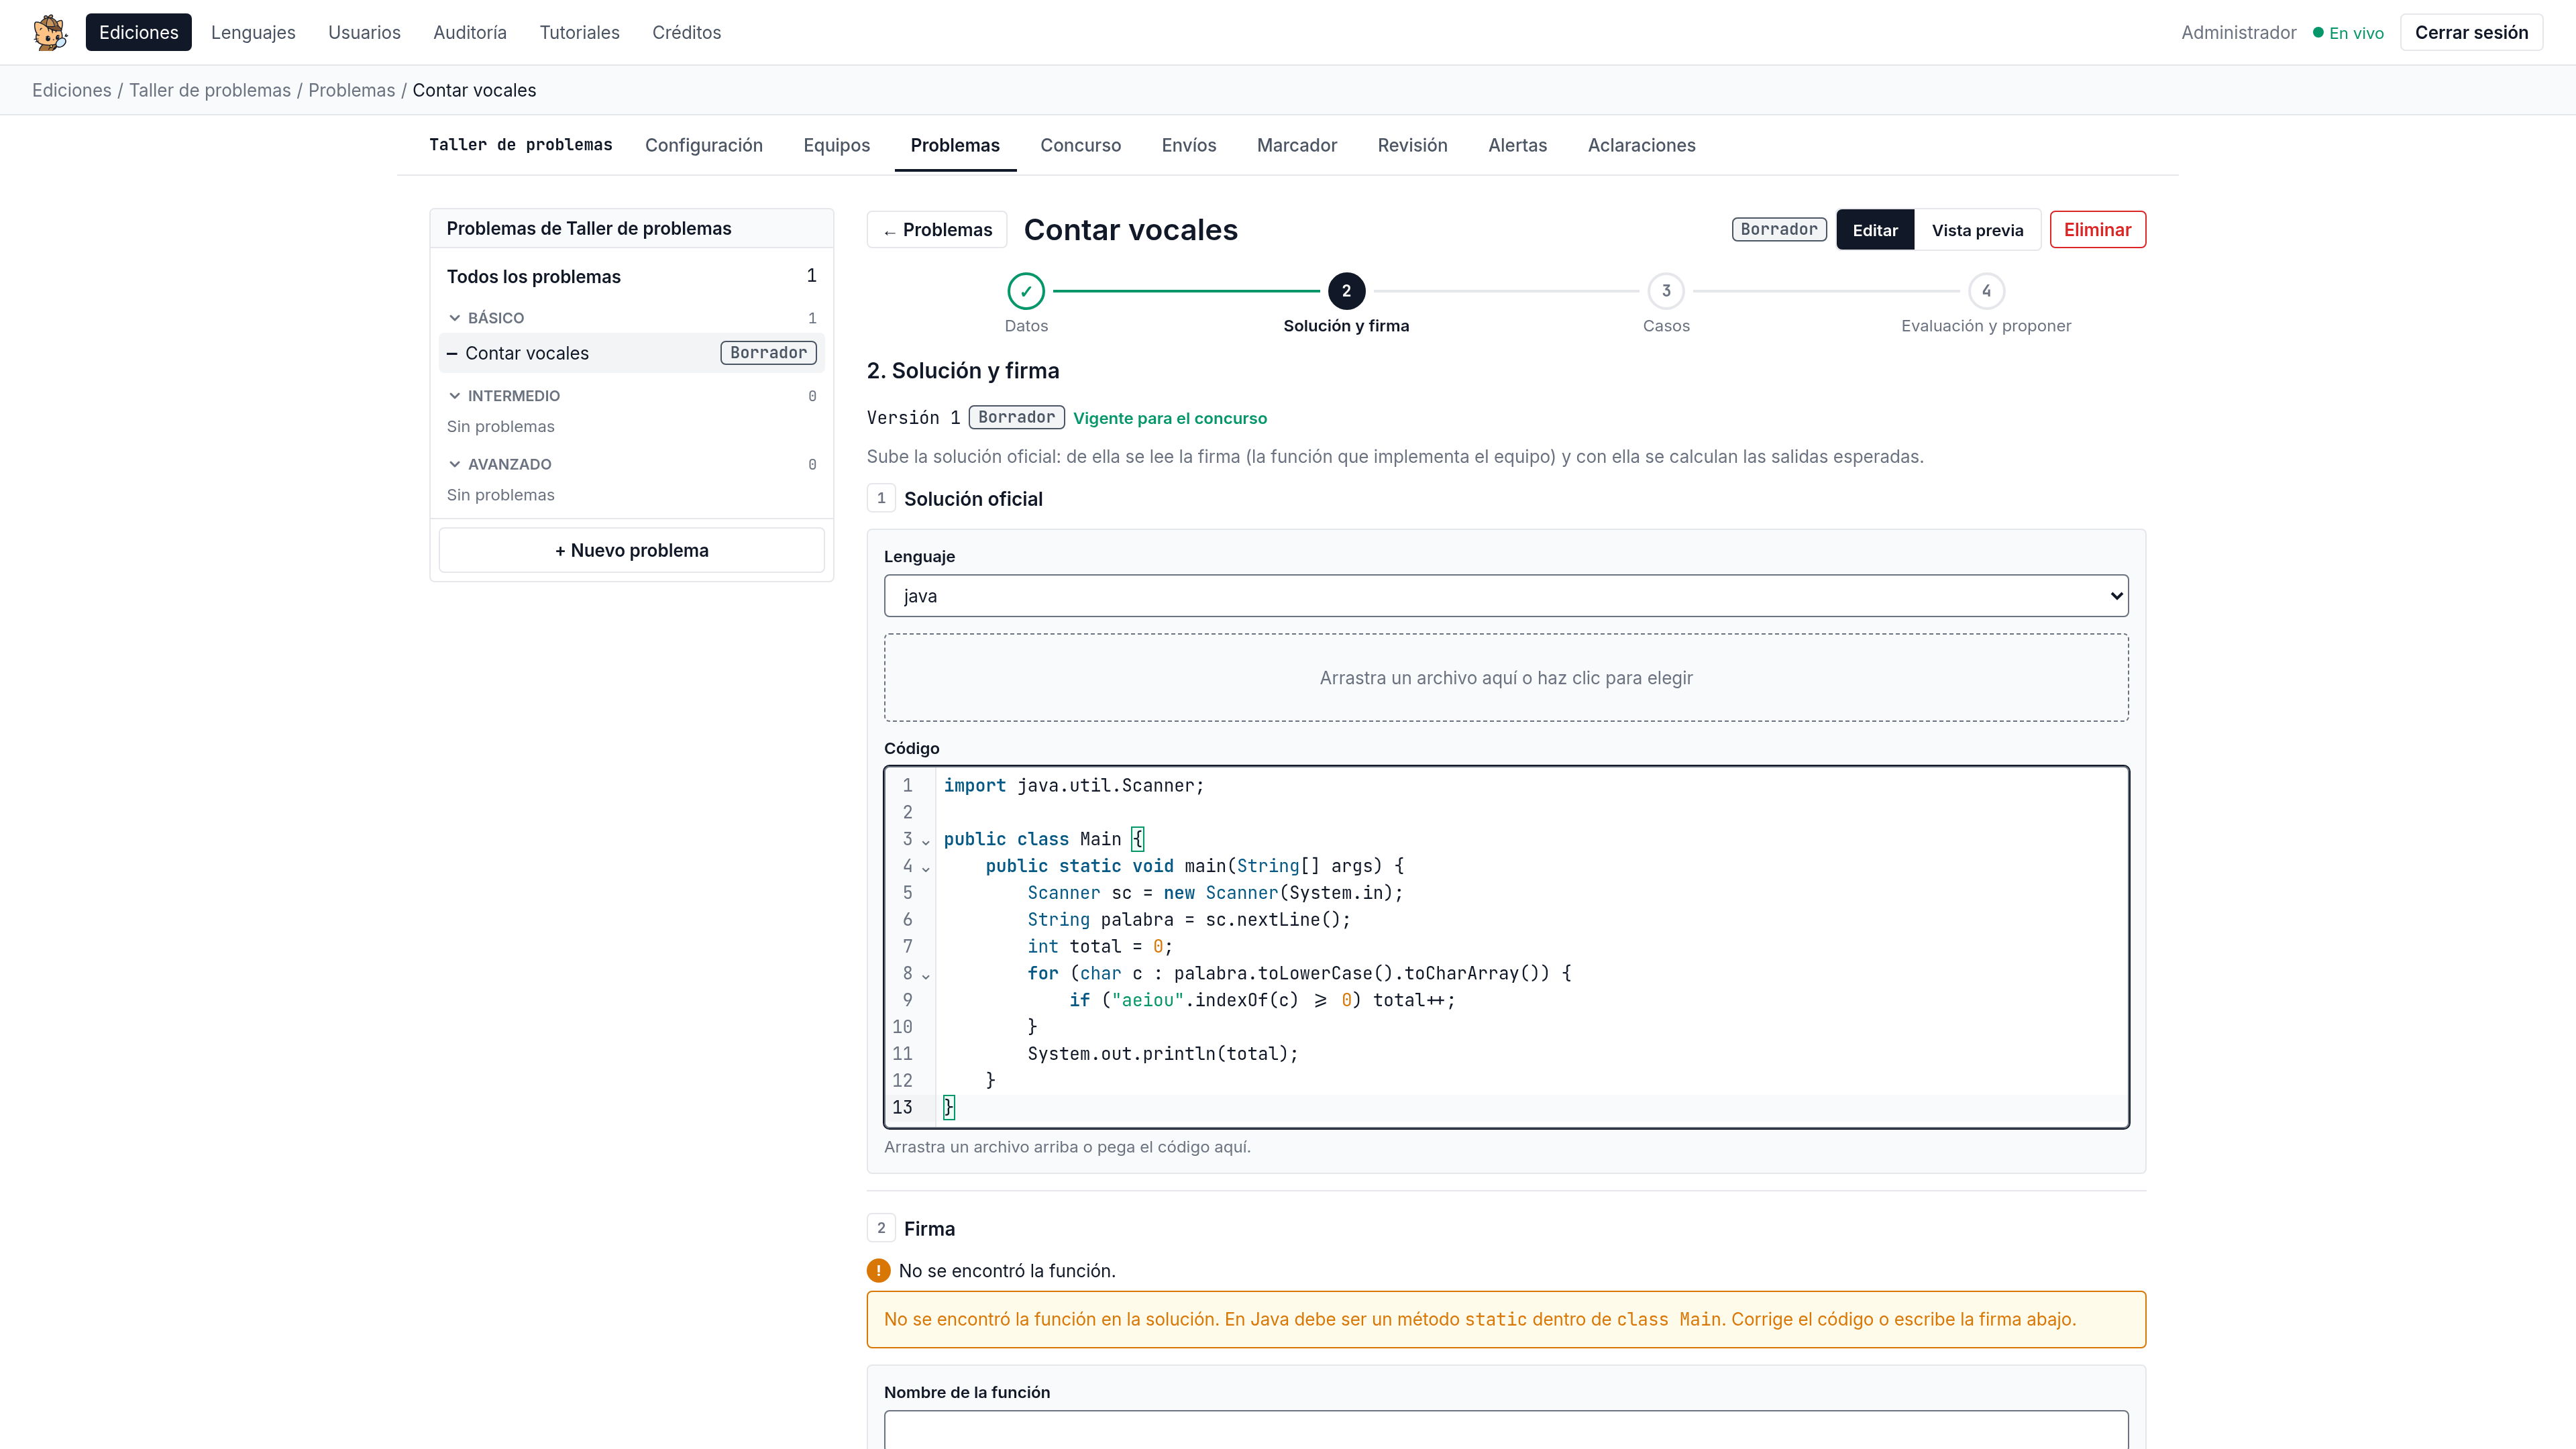 Ediciones Lenguajes Usuarios Auditoría Tutoriales Créditos Administrador En vivo Cerrar sesión
Ediciones / Taller de problemas / Problemas / Contar vocales
Taller de problemas Configuración Equipos Problemas Concurso Envíos Marcador Revisión Alertas Aclaraciones
Problemas de Taller de problemas
Todos los problemas 1
BÁSICO 1
Contar vocales Borrador
INTERMEDIO 0
Sin problemas
AVANZADO 0
Sin problemas
+ Nuevo problema
← Problemas Contar vocales Borrador Editar Vista previa Eliminar
✓ 2 3 4
Datos Solución y firma Casos Evaluación y proponer
2. Solución y firma
Versión 1 Borrador Vigente para el concurso
Sube la solución oficial: de ella se lee la firma (la función que implementa el equipo) y con ella se calculan las salidas esperadas.
1 Solución oficial
Lenguaje
java
Arrastra un archivo aquí o haz clic para elegir
Código
1 import java.util.Scanner;
2
3 public class Main {
4 public static void main(String[] args) {
5 Scanner sc = new Scanner(System.in);
6 String palabra = sc.nextLine();
7 int total = 0;
8 for (char c : palabra.toLowerCase().toCharArray()) {
9 if ("aeiou".indexOf(c) >= 0) total++;
10 }
11 System.out.println(total);
12 }
13 }
Arrastra un archivo arriba o pega el código aquí.
2 Firma
! No se encontró la función.
No se encontró la función en la solución. En Java debe ser un método static dentro de class Main. Corrige el código o escribe la firma abajo.
Nombre de la función